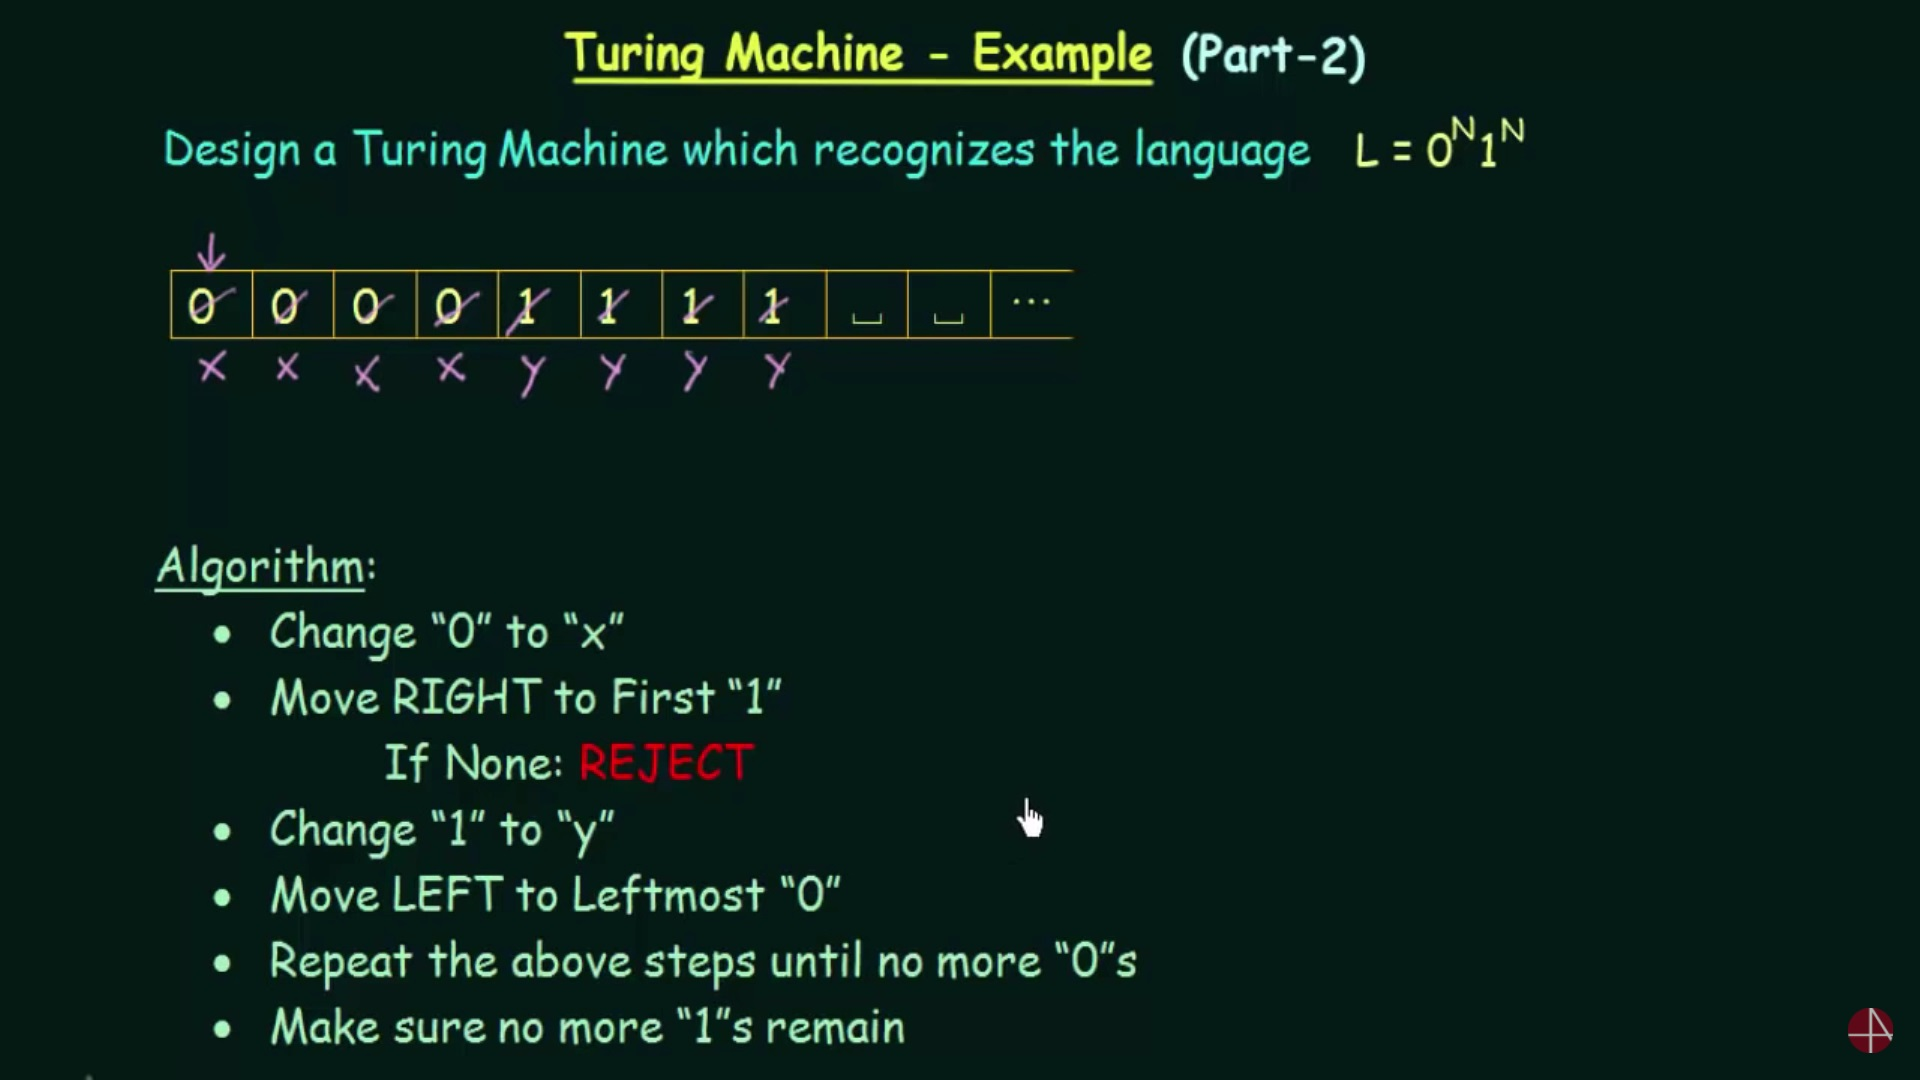 Turing Machine - Example (Part-2)
Design a Turing Machine which recognizes the language L = 0ᴺ1ᴺ
0 0 0 0 1 1 1 1 ⎵ ⎵ ...
x x x x y y y y
Algorithm:
• Change “0” to “x”
• Move RIGHT to First “1”
If None: REJECT
• Change “1” to “y”
• Move LEFT to Leftmost “0”
• Repeat the above steps until no more “0”s
• Make sure no more “1”s remain